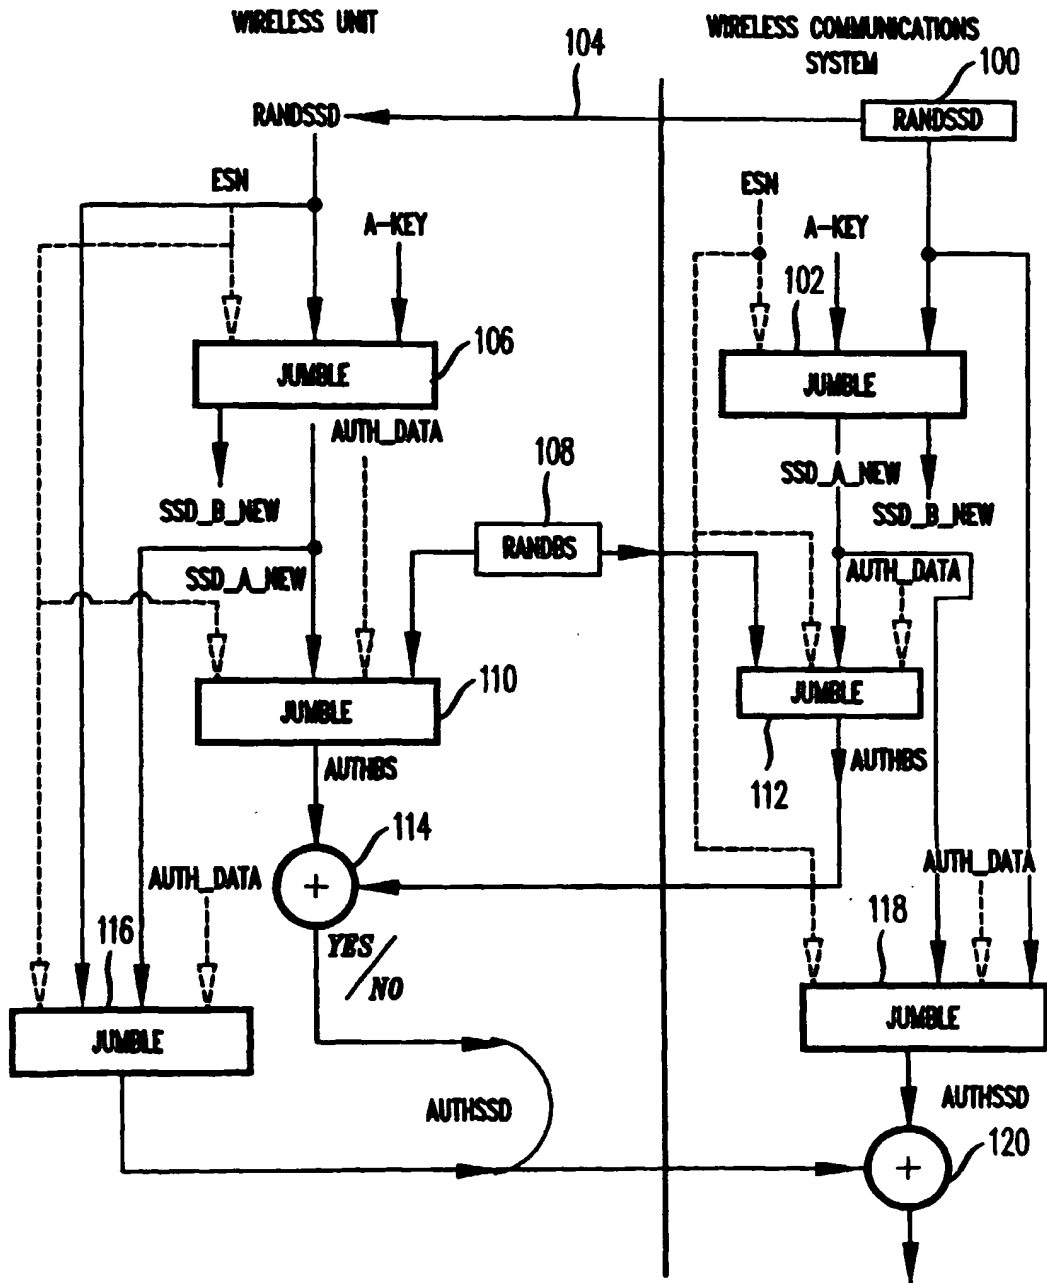 WIRELESS UNIT
WIRELESS COMMUNICATIONS
SYSTEM
104
100
RANDSSD
RANDSSD
ESN
A-KEY
ESN
A-KEY
102
JUMBLE
106
JUMBLE
AUTH_DATA
SSD_B_NEW
108
RANDBS
SSD_A_NEW
SSD_B_NEW
SSD_A_NEW
AUTH_DATA
JUMBLE
110
JUMBLE
112
AUTHBS
AUTHBS
114
+
AUTH_DATA
YES
/
NO
116
JUMBLE
AUTH_DATA
118
JUMBLE
AUTHSSD
AUTHSSD
+
120